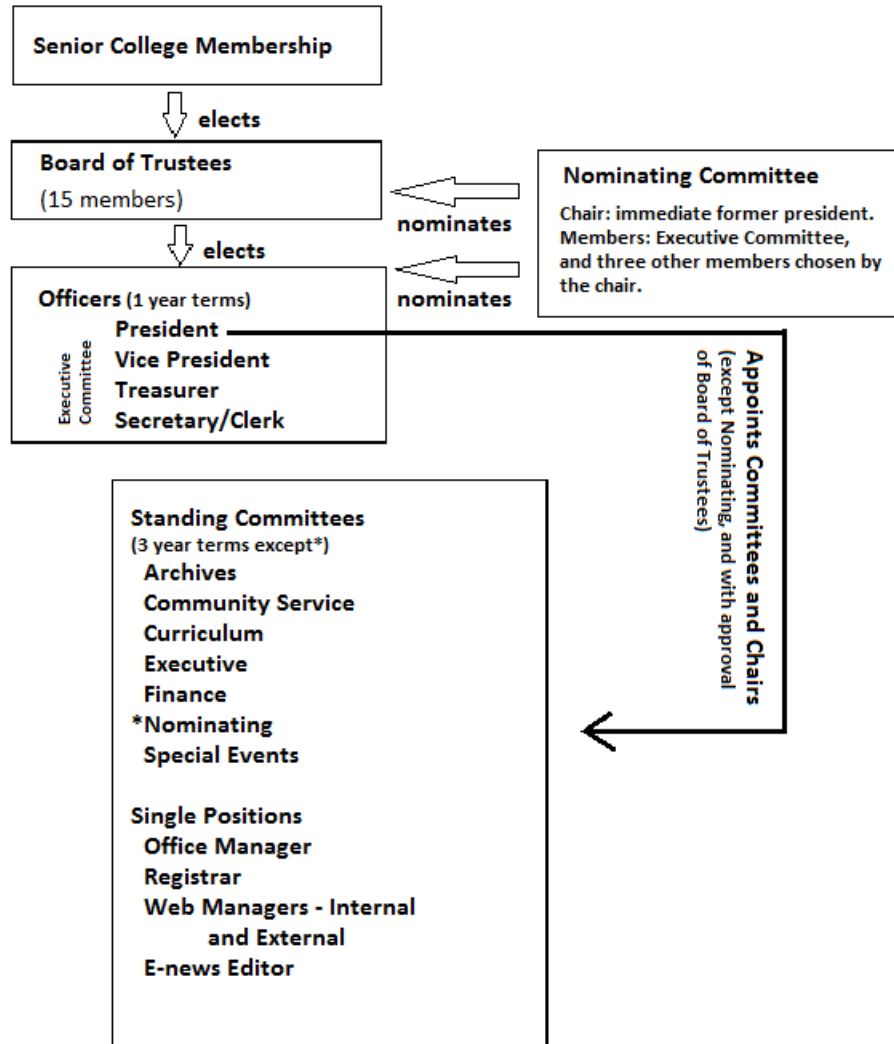 Senior College Membership
elects
Board of Trustees
(15 members)
Nominating Committee
Chair: immediate former president.
Members: Executive Committee,
and three other members chosen by
the chair.
nominates
elects
nominates
Officers (1 year terms)
President
Vice President
Treasurer
Secretary/Clerk
Executive
Committee
Appoints Committees and Chairs
(except Nominating, and with approval
of Board of Trustees)
Standing Committees
(3 year terms except*)
Archives
Community Service
Curriculum
Executive
Finance
*Nominating
Special Events
Single Positions
Office Manager
Registrar
Web Managers - Internal
and External
E-news Editor